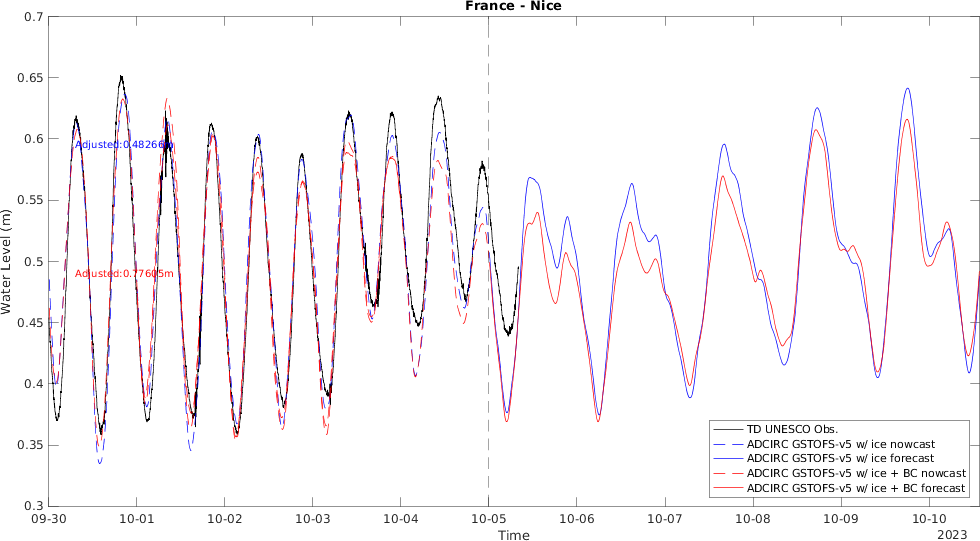 France - Nice
Water Level (m)
0.7
0.65
0.6
0.55
0.5
0.45
0.4
0.35
0.3
Adjusted:0.48266m
Adjusted:0.77605m
TD UNESCO Obs.
ADCIRC GSTOFS-v5 w/ ice nowcast
ADCIRC GSTOFS-v5 w/ ice forecast
ADCIRC GSTOFS-v5 w/ ice + BC nowcast
ADCIRC GSTOFS-v5 w/ ice + BC forecast
09-30 10-01 10-02 10-03 10-04 10-05 10-06 10-07 10-08 10-09 10-10
Time
2023